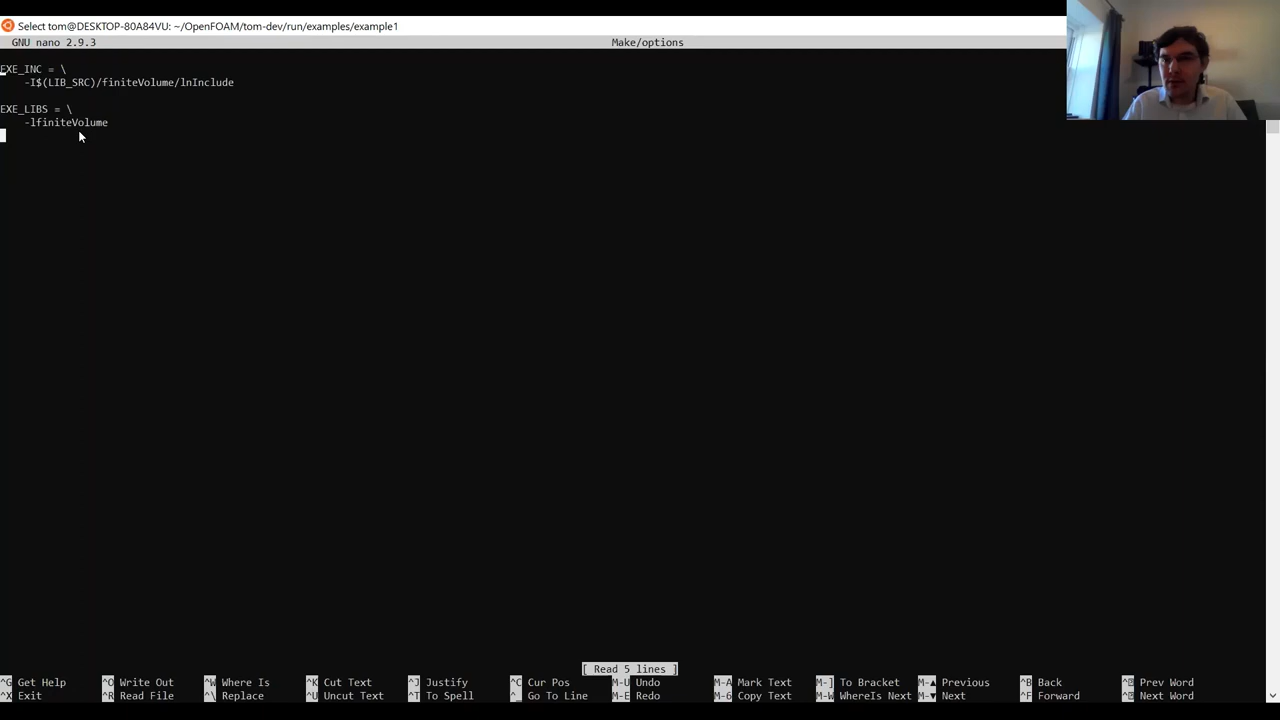 Select tom@DESKTOP-80A84VU: ~/OpenFOAM/tom-dev/run/examples/example1
GNU nano 2.9.3 Make/options
EXE_INC = \
-I$(LIB_SRC)/finiteVolume/lnInclude
EXE_LIBS = \
-lfiniteVolume
[ Read 5 lines ]
^G Get Help ^O Write Out ^W Where Is ^K Cut Text ^J Justify ^C Cur Pos M-U Undo M-A Mark Text M-] To Bracket M-▲ Previous ^B Back Prev Word
^X Exit ^R Read File ^\ Replace ^U Uncut Text ^T To Spell ^_ Go To Line M-E Redo M-6 Copy Text M-W WhereIs Next M-▼ Next ^F Forward Next Word